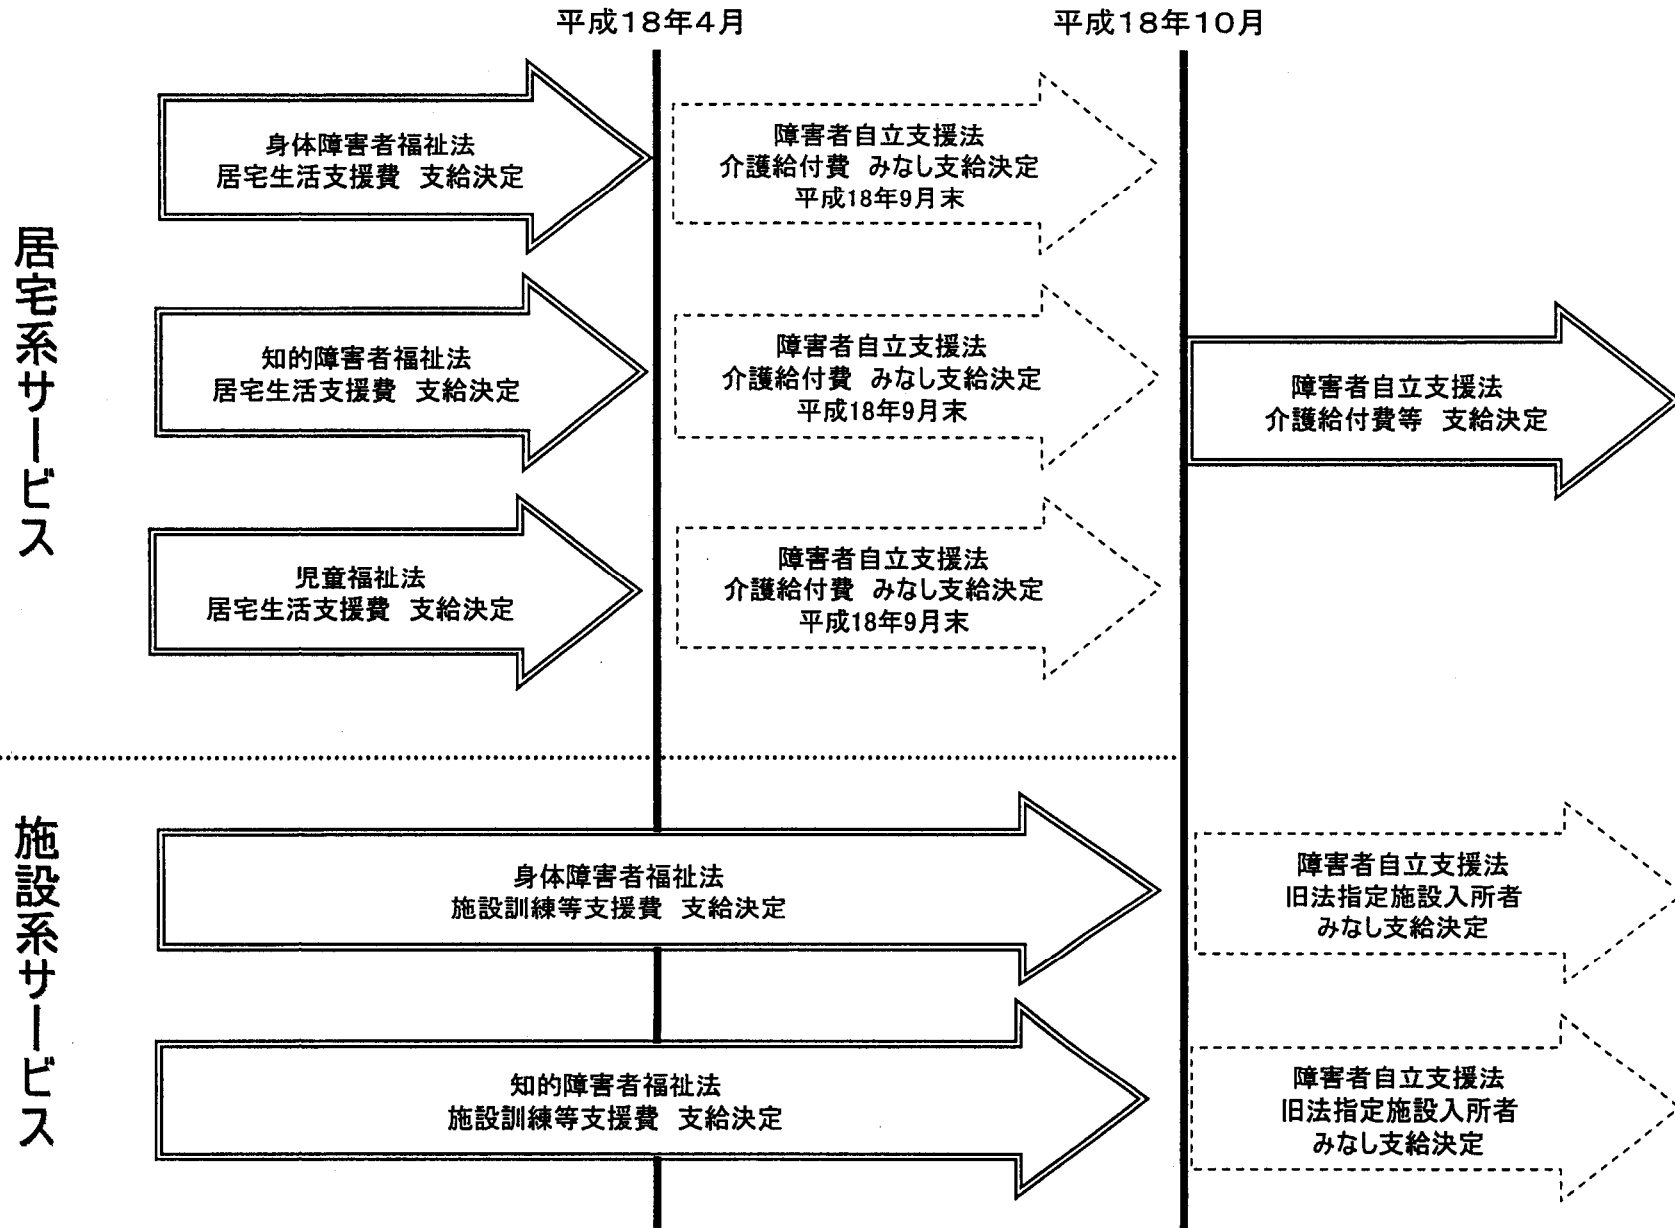 平成18年4月
平成18年10月
居宅系サービス
身体障害者福祉法
居宅生活支援費 支給決定
障害者自立支援法
介護給付費 みなし支給決定
平成18年9月末
知的障害者福祉法
居宅生活支援費 支給決定
障害者自立支援法
介護給付費 みなし支給決定
平成18年9月末
障害者自立支援法
介護給付費等 支給決定
児童福祉法
居宅生活支援費 支給決定
障害者自立支援法
介護給付費 みなし支給決定
平成18年9月末
施設系サービス
身体障害者福祉法
施設訓練等支援費 支給決定
障害者自立支援法
旧法指定施設入所者
みなし支給決定
知的障害者福祉法
施設訓練等支援費 支給決定
障害者自立支援法
旧法指定施設入所者
みなし支給決定